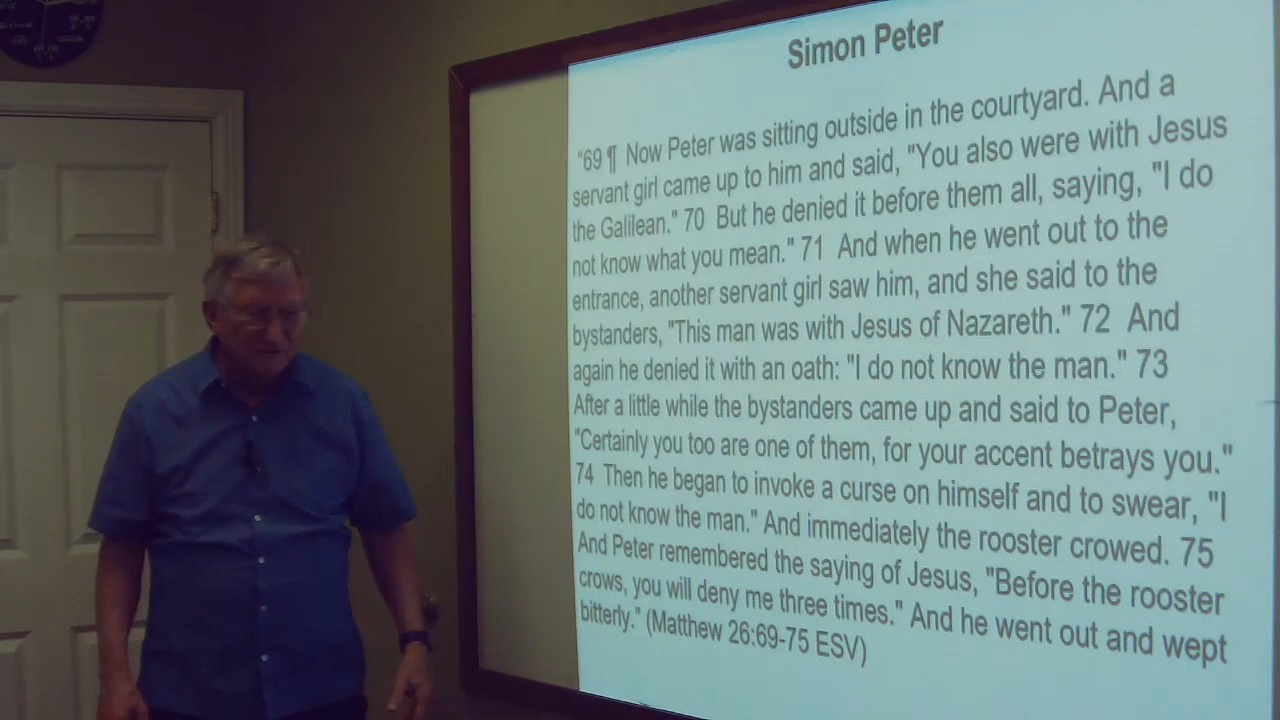 Simon Peter
"69 ¶ Now Peter was sitting outside in the courtyard. And a
servant girl came up to him and said, "You also were with Jesus
the Galilean." 70 But he denied it before them all, saying, "I do
not know what you mean." 71 And when he went out to the
entrance, another servant girl saw him, and she said to the
bystanders, "This man was with Jesus of Nazareth." 72 And
again he denied it with an oath: "I do not know the man." 73
After a little while the bystanders came up and said to Peter,
"Certainly you too are one of them, for your accent betrays you."
74 Then he began to invoke a curse on himself and to swear, "I
do not know the man." And immediately the rooster crowed. 75
And Peter remembered the saying of Jesus, "Before the rooster
crows, you will deny me three times." And he went out and wept
bitterly." (Matthew 26:69-75 ESV)